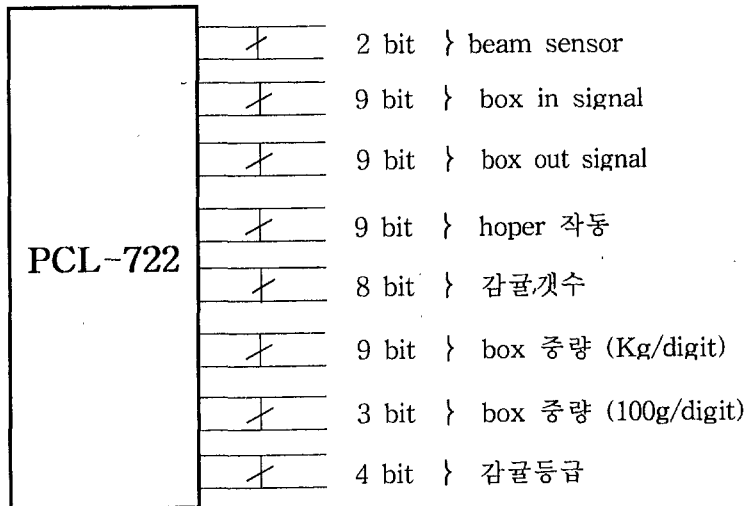 2 bit } beam sensor
9 bit } box in signal
9 bit } box out signal
9 bit } hoper 작동
PCL-722
8 bit } 감귤,갯수
9 bit } box 중량 (Kg/digit)
3 bit } box 중량 (100g/digit)
4 bit } 감귤등급